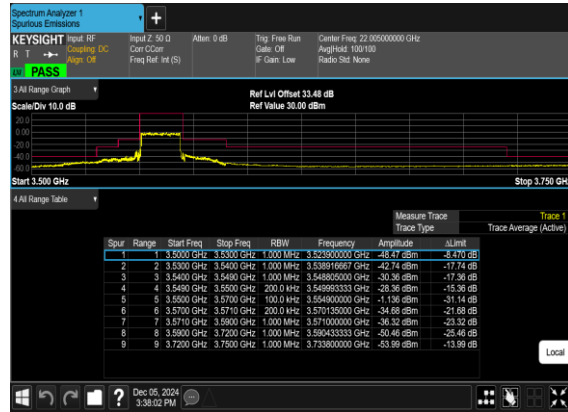 Spectrum Analyzer 1
Spurious Emissions
KEYSIGHT Input: RF Input Z: 50 Ω Atten: 0 dB Trig: Free Run Center Freq: 22.005000000 GHz
R T Coupling: DC Corr CCorr Gate: Off Avg|Hold: 100/100
Align: Off Freq Ref: Int (S) IF Gain: Low Radio Std: None
PASS
3 All Range Graph
Ref Lvl Offset 33.48 dB
Scale/Div 10.0 dB Ref Value 30.00 dBm
20.0
0.00
-20.0
-40.0
-60.0
Start 3.500 GHz Stop 3.750 GHz
4 All Range Table
Measure Trace Trace 1
Trace Type Trace Average (Active)
Spur Range Start Freq Stop Freq RBW Frequency Amplitude ΔLimit
1 1 3.5000 GHz 3.5300 GHz 1.000 MHz 3.523900000 GHz -48.47 dBm -8.470 dB
2 2 3.5300 GHz 3.5400 GHz 1.000 MHz 3.538916667 GHz -42.74 dBm -17.74 dB
3 3 3.5400 GHz 3.5490 GHz 1.000 MHz 3.548805000 GHz -30.36 dBm -17.36 dB
4 4 3.5490 GHz 3.5500 GHz 200.0 kHz 3.549993333 GHz -28.36 dBm -15.36 dB
5 5 3.5500 GHz 3.5700 GHz 100.0 kHz 3.554900000 GHz -1.136 dBm -31.14 dB
6 6 3.5700 GHz 3.5710 GHz 200.0 kHz 3.570135000 GHz -34.68 dBm -21.68 dB
7 7 3.5710 GHz 3.5900 GHz 1.000 MHz 3.571000000 GHz -36.32 dBm -23.32 dB
8 8 3.5900 GHz 3.7200 GHz 1.000 MHz 3.590433333 GHz -50.46 dBm -25.46 dB
9 9 3.7200 GHz 3.7500 GHz 1.000 MHz 3.733800000 GHz -53.99 dBm -13.99 dB
Local
Dec 05, 2024
3:38:02 PM